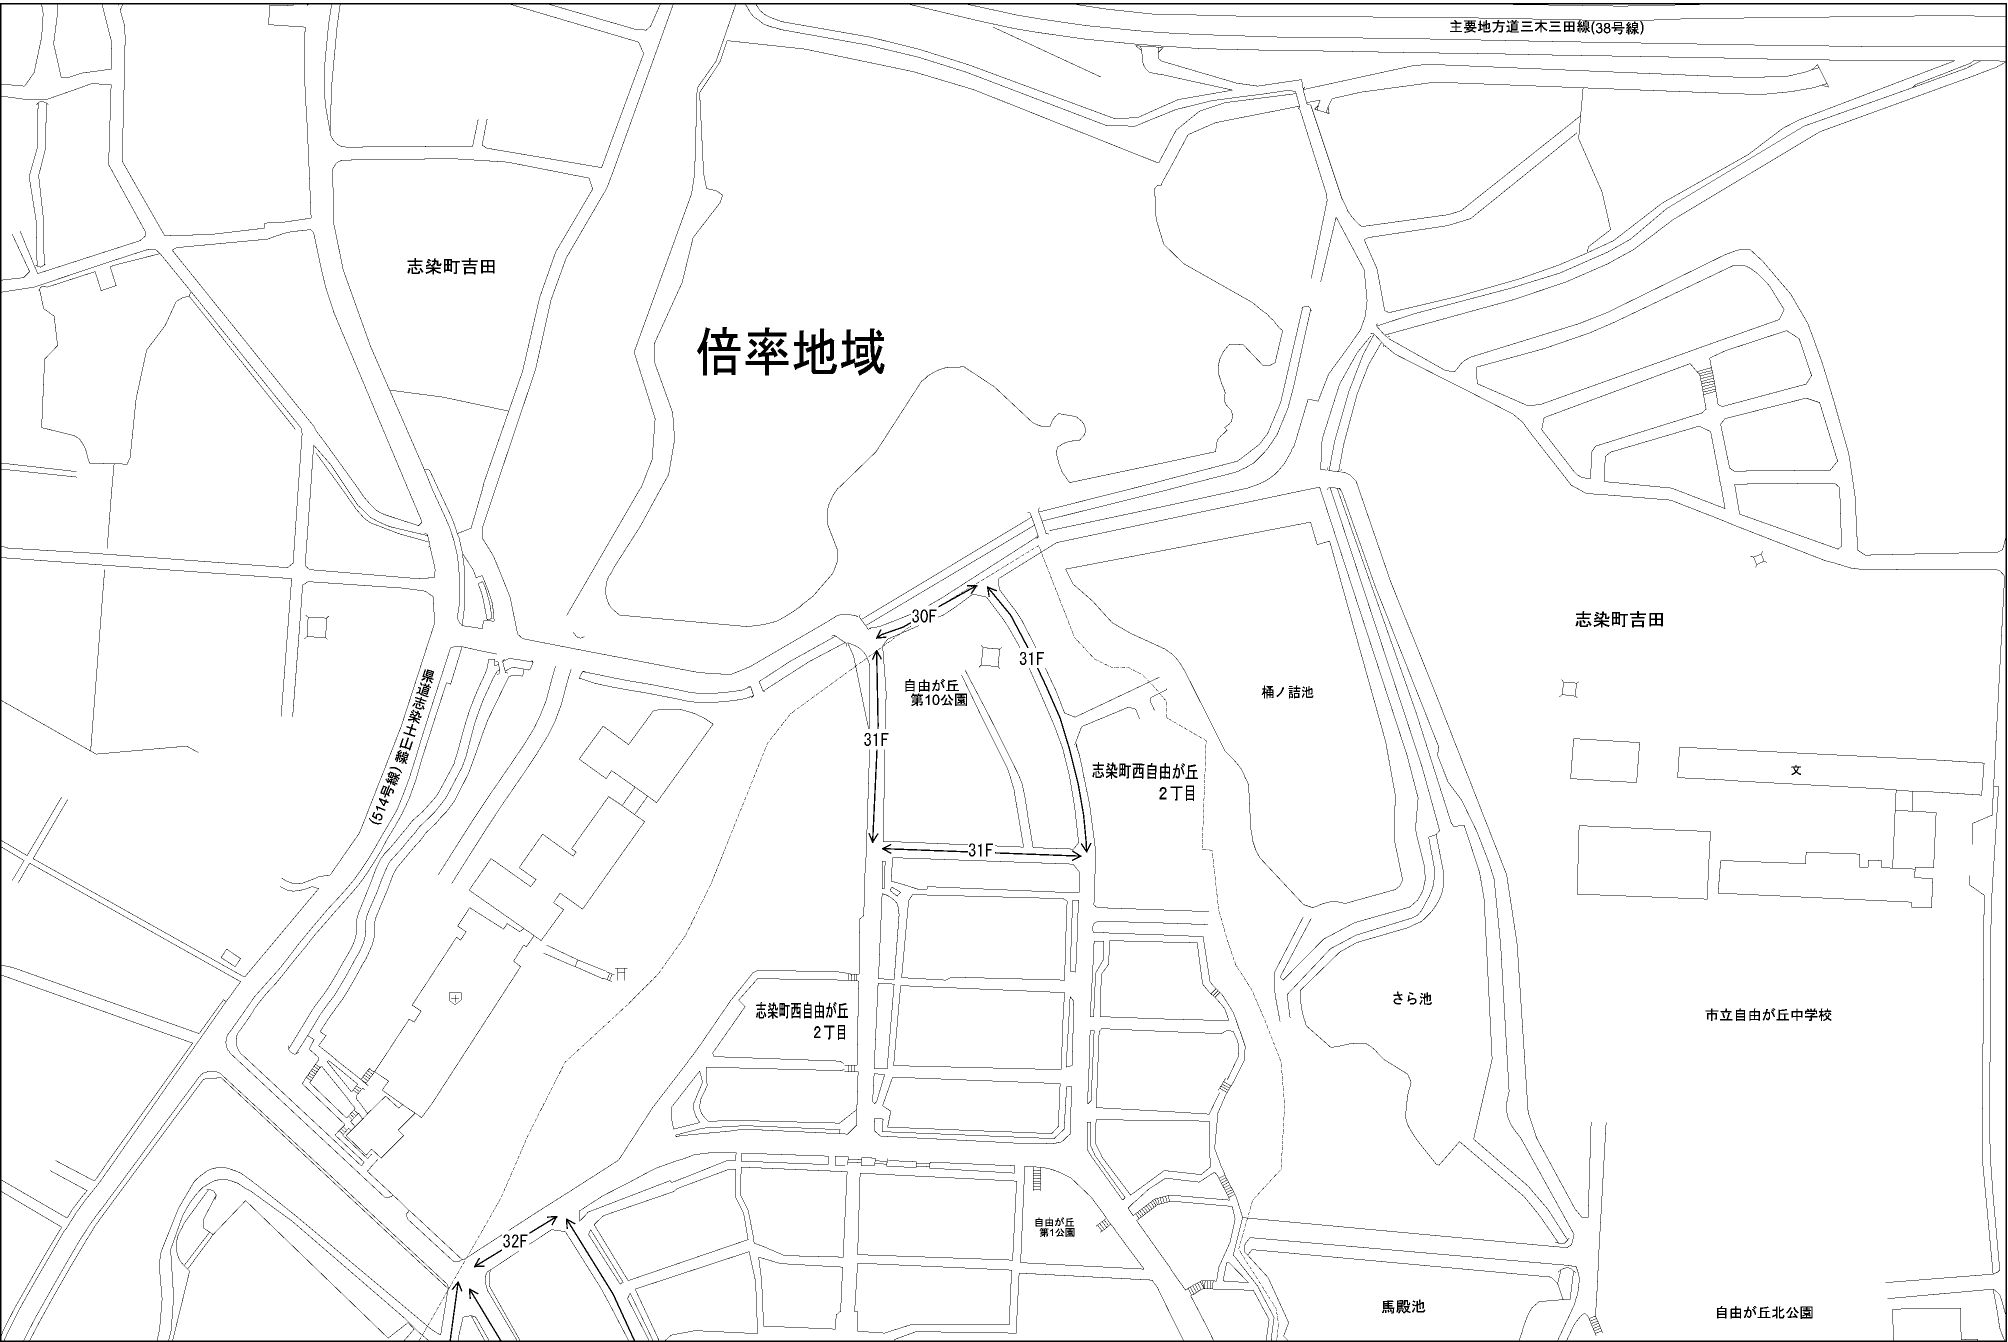 主要地方道三木三田線(38号線)
志染町吉田
倍率地域
30F
志染町吉田
31F
自由が丘
第10公園
桶ノ詰池
県道志染土山線(514号線)
31F
志染町西自由が丘
2丁目
文
31F
さら池
志染町西自由が丘
2丁目
市立自由が丘中学校
自由が丘
第1公園
32F
馬殿池
自由が丘北公園